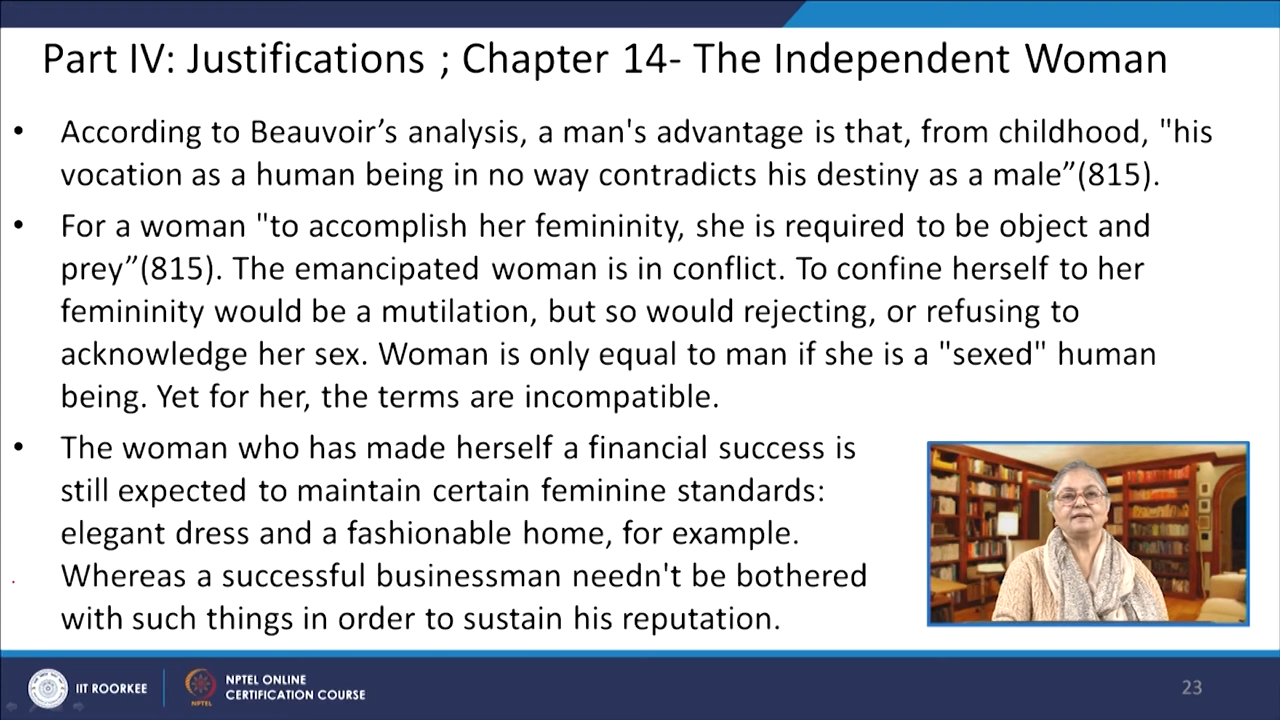 Part IV: Justifications ; Chapter 14- The Independent Woman
• According to Beauvoir’s analysis, a man's advantage is that, from childhood, "his
vocation as a human being in no way contradicts his destiny as a male”(815).
• For a woman "to accomplish her femininity, she is required to be object and
prey”(815). The emancipated woman is in conflict. To confine herself to her
femininity would be a mutilation, but so would rejecting, or refusing to
acknowledge her sex. Woman is only equal to man if she is a "sexed" human
being. Yet for her, the terms are incompatible.
• The woman who has made herself a financial success is
still expected to maintain certain feminine standards:
elegant dress and a fashionable home, for example.
Whereas a successful businessman needn't be bothered
with such things in order to sustain his reputation.
IIT ROORKEE
NPTEL
NPTEL ONLINE
CERTIFICATION COURSE
23